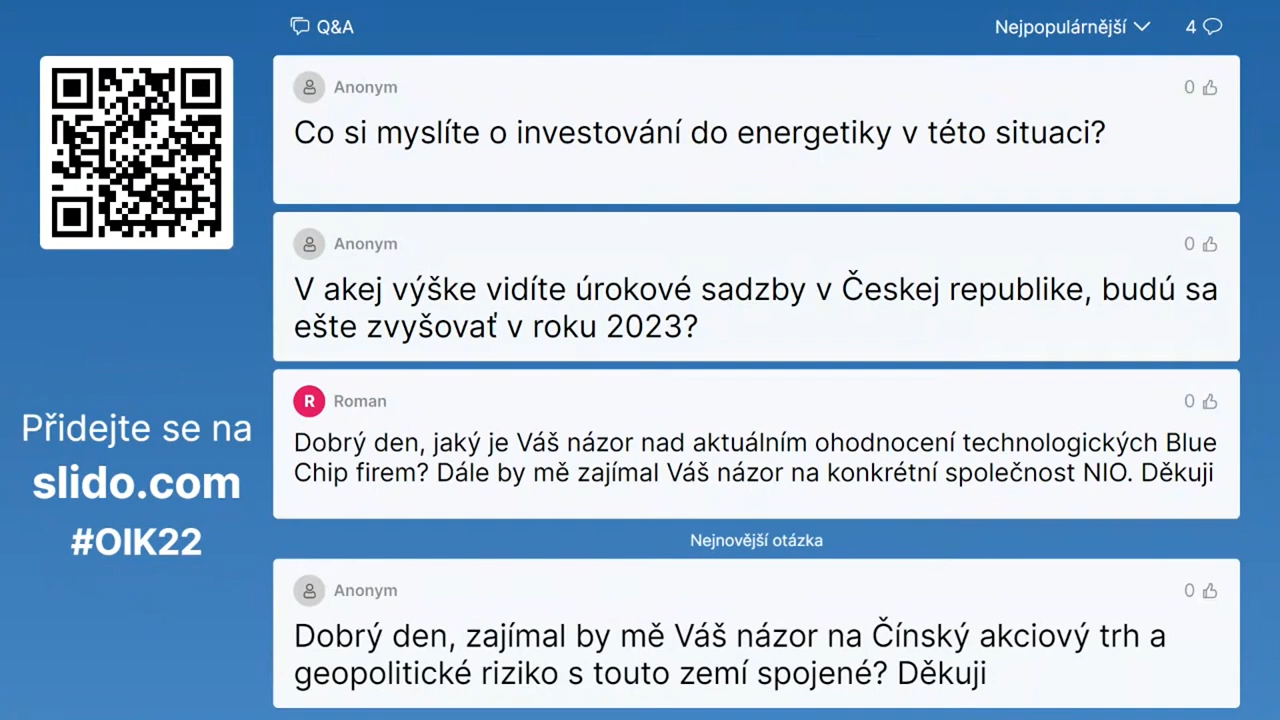 Q&A
Nejpopulárnější
4
Anonym
0
Co si myslíte o investování do energetiky v této situaci?
Anonym
0
V akej výške vidíte úrokové sadzby v Českej republike, budú sa
ešte zvyšovať v roku 2023?
R
Roman
0
Dobrý den, jaký je Váš názor nad aktuálním ohodnocení technologických Blue
Chip firem? Dále by mě zajímal Váš názor na konkrétní společnost NIO. Děkuji
Přidejte se na
slido.com
#OIK22
Nejnovější otázka
Anonym
0
Dobrý den, zajímal by mě Váš názor na Čínský akciový trh a
geopolitické riziko s touto zemí spojené? Děkuji